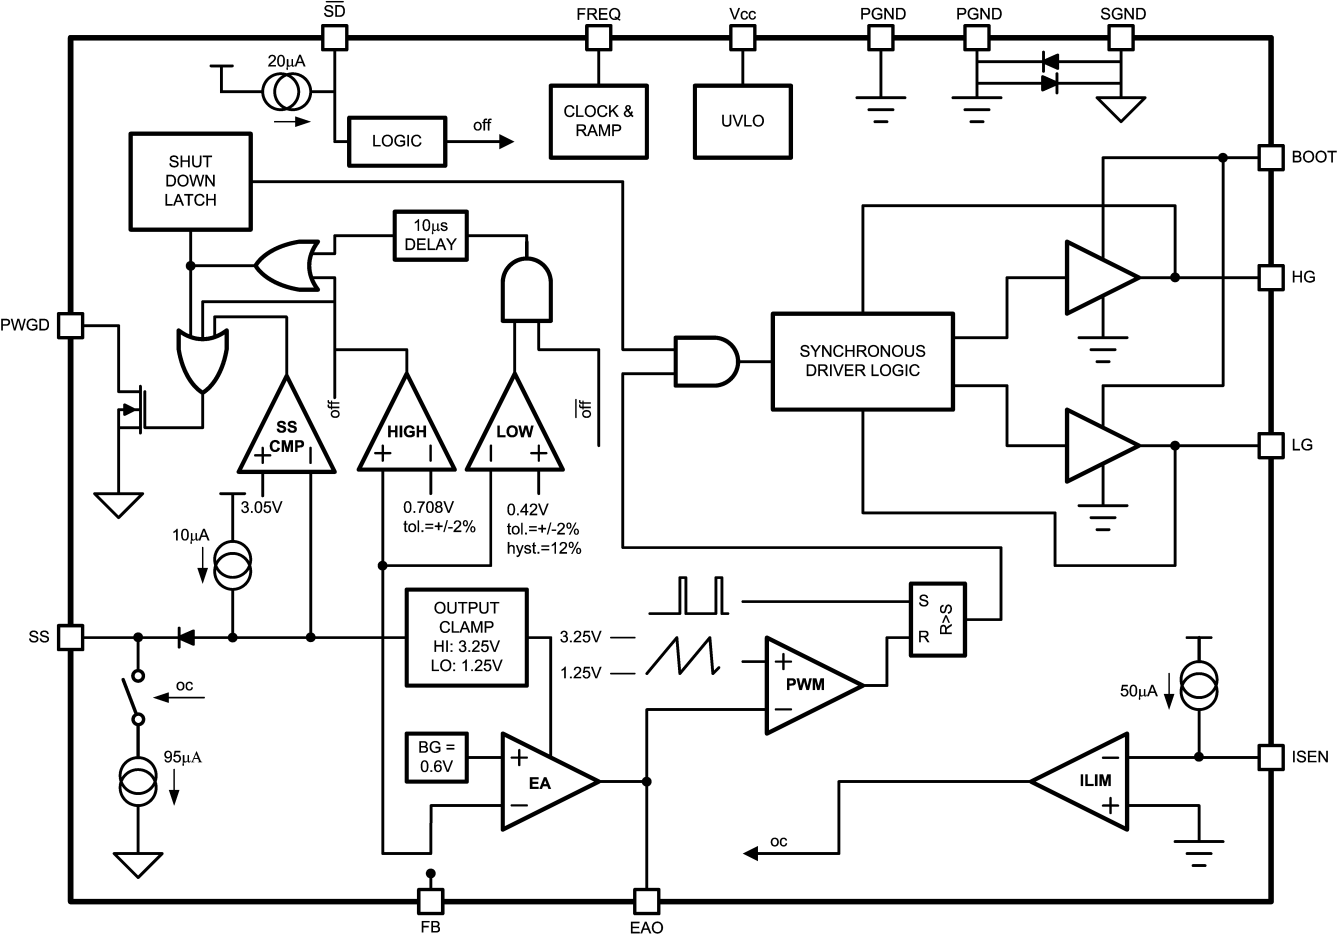 SD
FREQ
Vcc
PGND
PGND
SGND
20µA
CLOCK &
RAMP
UVLO
LOGIC
off
SHUT
DOWN
LATCH
BOOT
10µs
DELAY
HG
PWGD
SYNCHRONOUS
DRIVER LOGIC
off
off
SS
CMP
HIGH
LOW
LG
+
−
+
−
−
+
3.05V
0.708V
tol.=+/-2%
0.42V
tol.=+/-2%
hyst.=12%
10µA
OUTPUT
CLAMP
HI: 3.25V
LO: 1.25V
SS
3.25V
1.25V
S
R
R>S
+
PWM
−
oc
50µA
BG =
0.6V
+
EA
−
95µA
−
ILIM
+
ISEN
oc
FB
EAO